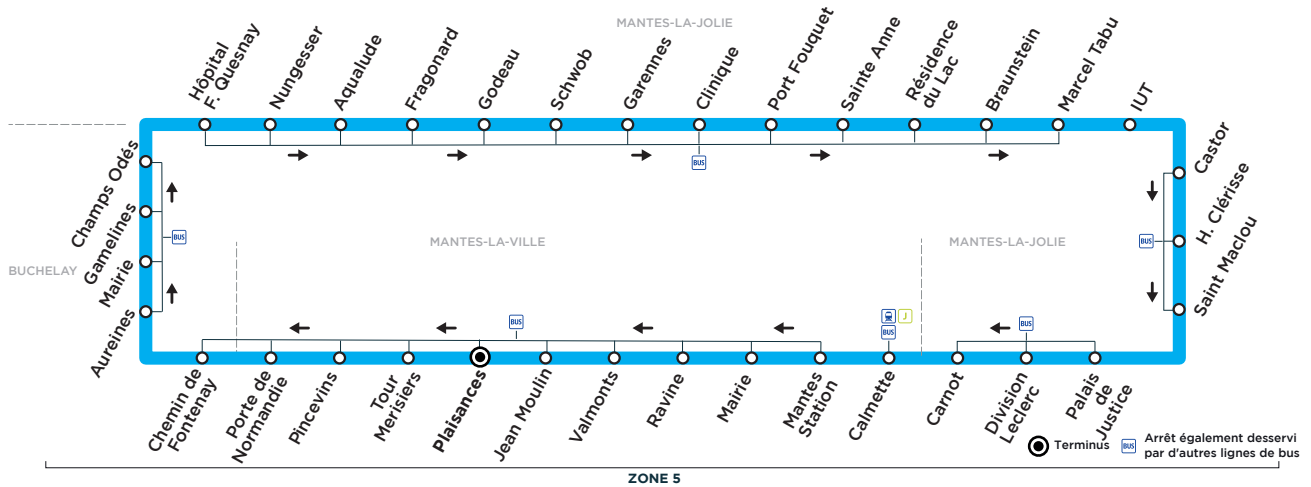 MANTES-LA-JOLIE
Hôpital
F. Quesnay
Nungesser
Aqualude
Fragonard
Godeau
Schwob
Garennes
Clinique
Port Fouquet
Sainte Anne
Résidence
du Lac
Braunstein
Marcel Tabu
IUT
BUS
Castor
H. Clérisse
Saint Maclou
BUS
Champs Odés
Gamelines
Mairie
Aureines
BUS
BUCHELAY
MANTES-LA-VILLE
MANTES-LA-JOLIE
BUS
J
BUS
BUS
Chemin de
Fontenay
Porte de
Normandie
Pincevins
Tour
Merisiers
Plaisances
Jean Moulin
Valmonts
Ravine
Mairie
Mantes
Station
Calmette
Carnot
Division
Leclerc
Palais
de
Justice
Terminus
BUS
Arrêt également desservi
par d'autres lignes de bus
ZONE 5